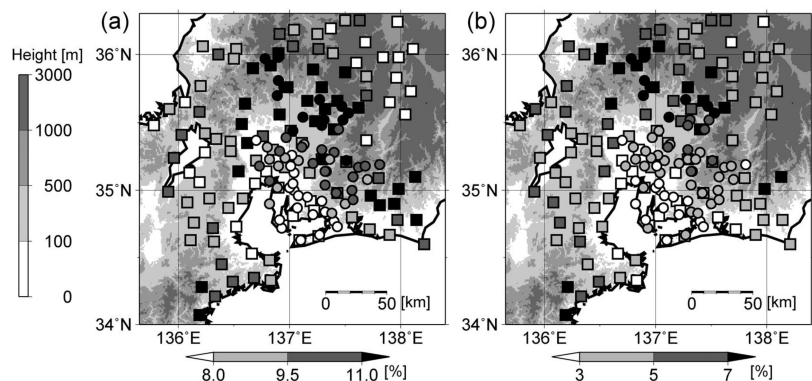 Height [m]
3000
1000
500
100
0
(a)
36˚N
35˚N
34˚N
136˚E
137˚E
138˚E
0 50 [km]
8.0 9.5 11.0 [%]
(b)
36˚N
35˚N
34˚N
136˚E
137˚E
138˚E
0 50 [km]
3 5 7 [%]